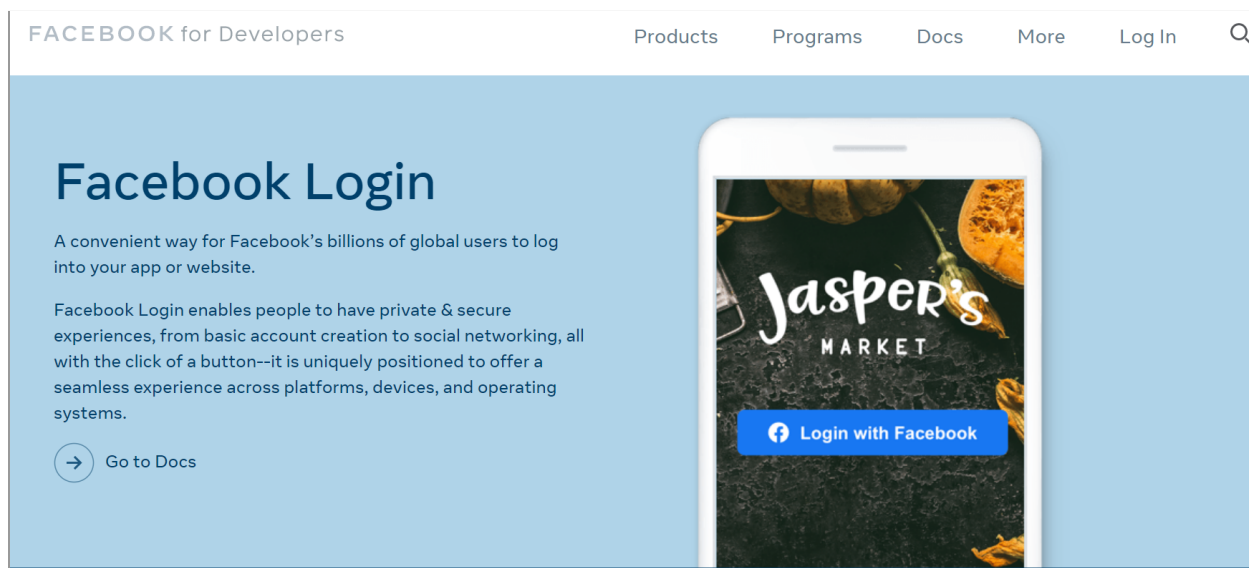 FACEBOOK for Developers
Products
Programs
Docs
More
Log In
Facebook Login
A convenient way for Facebook's billions of global users to log
into your app or website.
Facebook Login enables people to have private & secure
experiences, from basic account creation to social networking, all
with the click of a button--it is uniquely positioned to offer a
seamless experience across platforms, devices, and operating
systems.
Go to Docs
Jasper's
MARKET
Login with Facebook